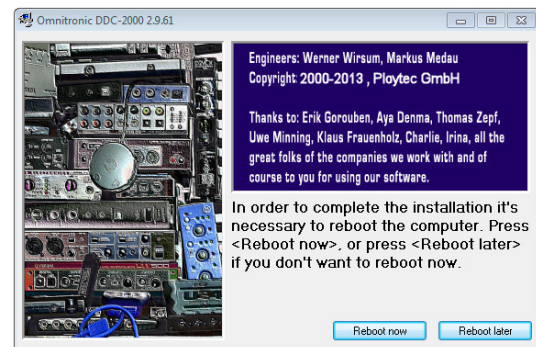 Omnitronic DDC-2000 2.9.61
Engineers: Werner Wirsum, Markus Medau
Copyright 2000-2013 , Ploytec GmbH
Thanks to: Erik Gorouben, Aya Denma, Thomas Zepf,
Uwe Minning, Klaus Frauenholz, Charlie, Irina, all the
great folks of the companies we work with and of
course to you for using our software.
In order to complete the installation it's
necessary to reboot the computer. Press
<Reboot now>, or press <Reboot later>
if you don't want to reboot now.
Reboot now
Reboot later